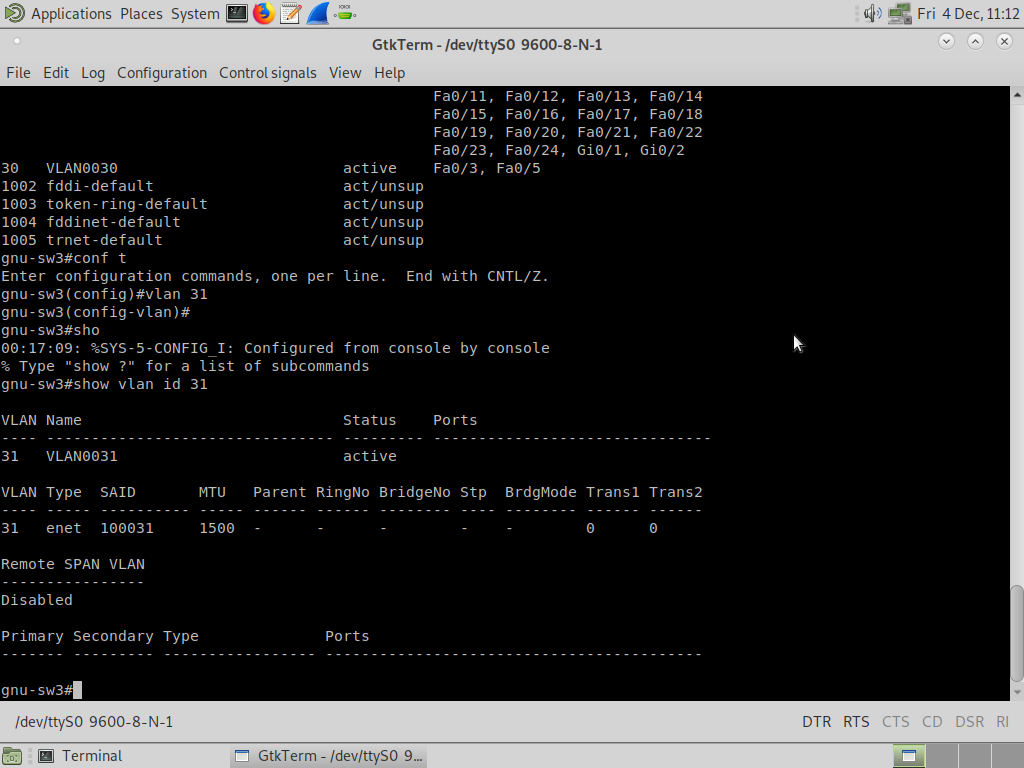 Applications Places System Fri 4 Dec, 11:12
GtkTerm - /dev/ttyS0 9600-8-N-1
File Edit Log Configuration Control signals View Help
Fa0/11, Fa0/12, Fa0/13, Fa0/14
Fa0/15, Fa0/16, Fa0/17, Fa0/18
Fa0/19, Fa0/20, Fa0/21, Fa0/22
Fa0/23, Fa0/24, Gi0/1, Gi0/2
30   VLAN0030                         active    Fa0/3, Fa0/5
1002 fddi-default                     act/unsup
1003 token-ring-default               act/unsup
1004 fddinet-default                  act/unsup
1005 trnet-default                    act/unsup
gnu-sw3#conf t
Enter configuration commands, one per line.  End with CNTL/Z.
gnu-sw3(config)#vlan 31
gnu-sw3(config-vlan)#
gnu-sw3#sho
00:17:09: %SYS-5-CONFIG_I: Configured from console by console
% Type "show ?" for a list of subcommands
gnu-sw3#show vlan id 31
VLAN Name                             Status    Ports
---- -------------------------------- --------- -------------------------------
31   VLAN0031                         active
VLAN Type  SAID       MTU   Parent RingNo BridgeNo Stp  BrdgMode Trans1 Trans2
---- ----- ---------- ----- ------ ------ -------- ---- -------- ------ ------
31   enet  100031     1500  -      -      -        -    -        0      0
Remote SPAN VLAN
----------------
Disabled
Primary Secondary Type              Ports
------- --------- ----------------- ------------------------------------------
gnu-sw3#
/dev/ttyS0 9600-8-N-1 DTR RTS CTS CD DSR RI
Terminal GtkTerm - /dev/ttyS0 9...